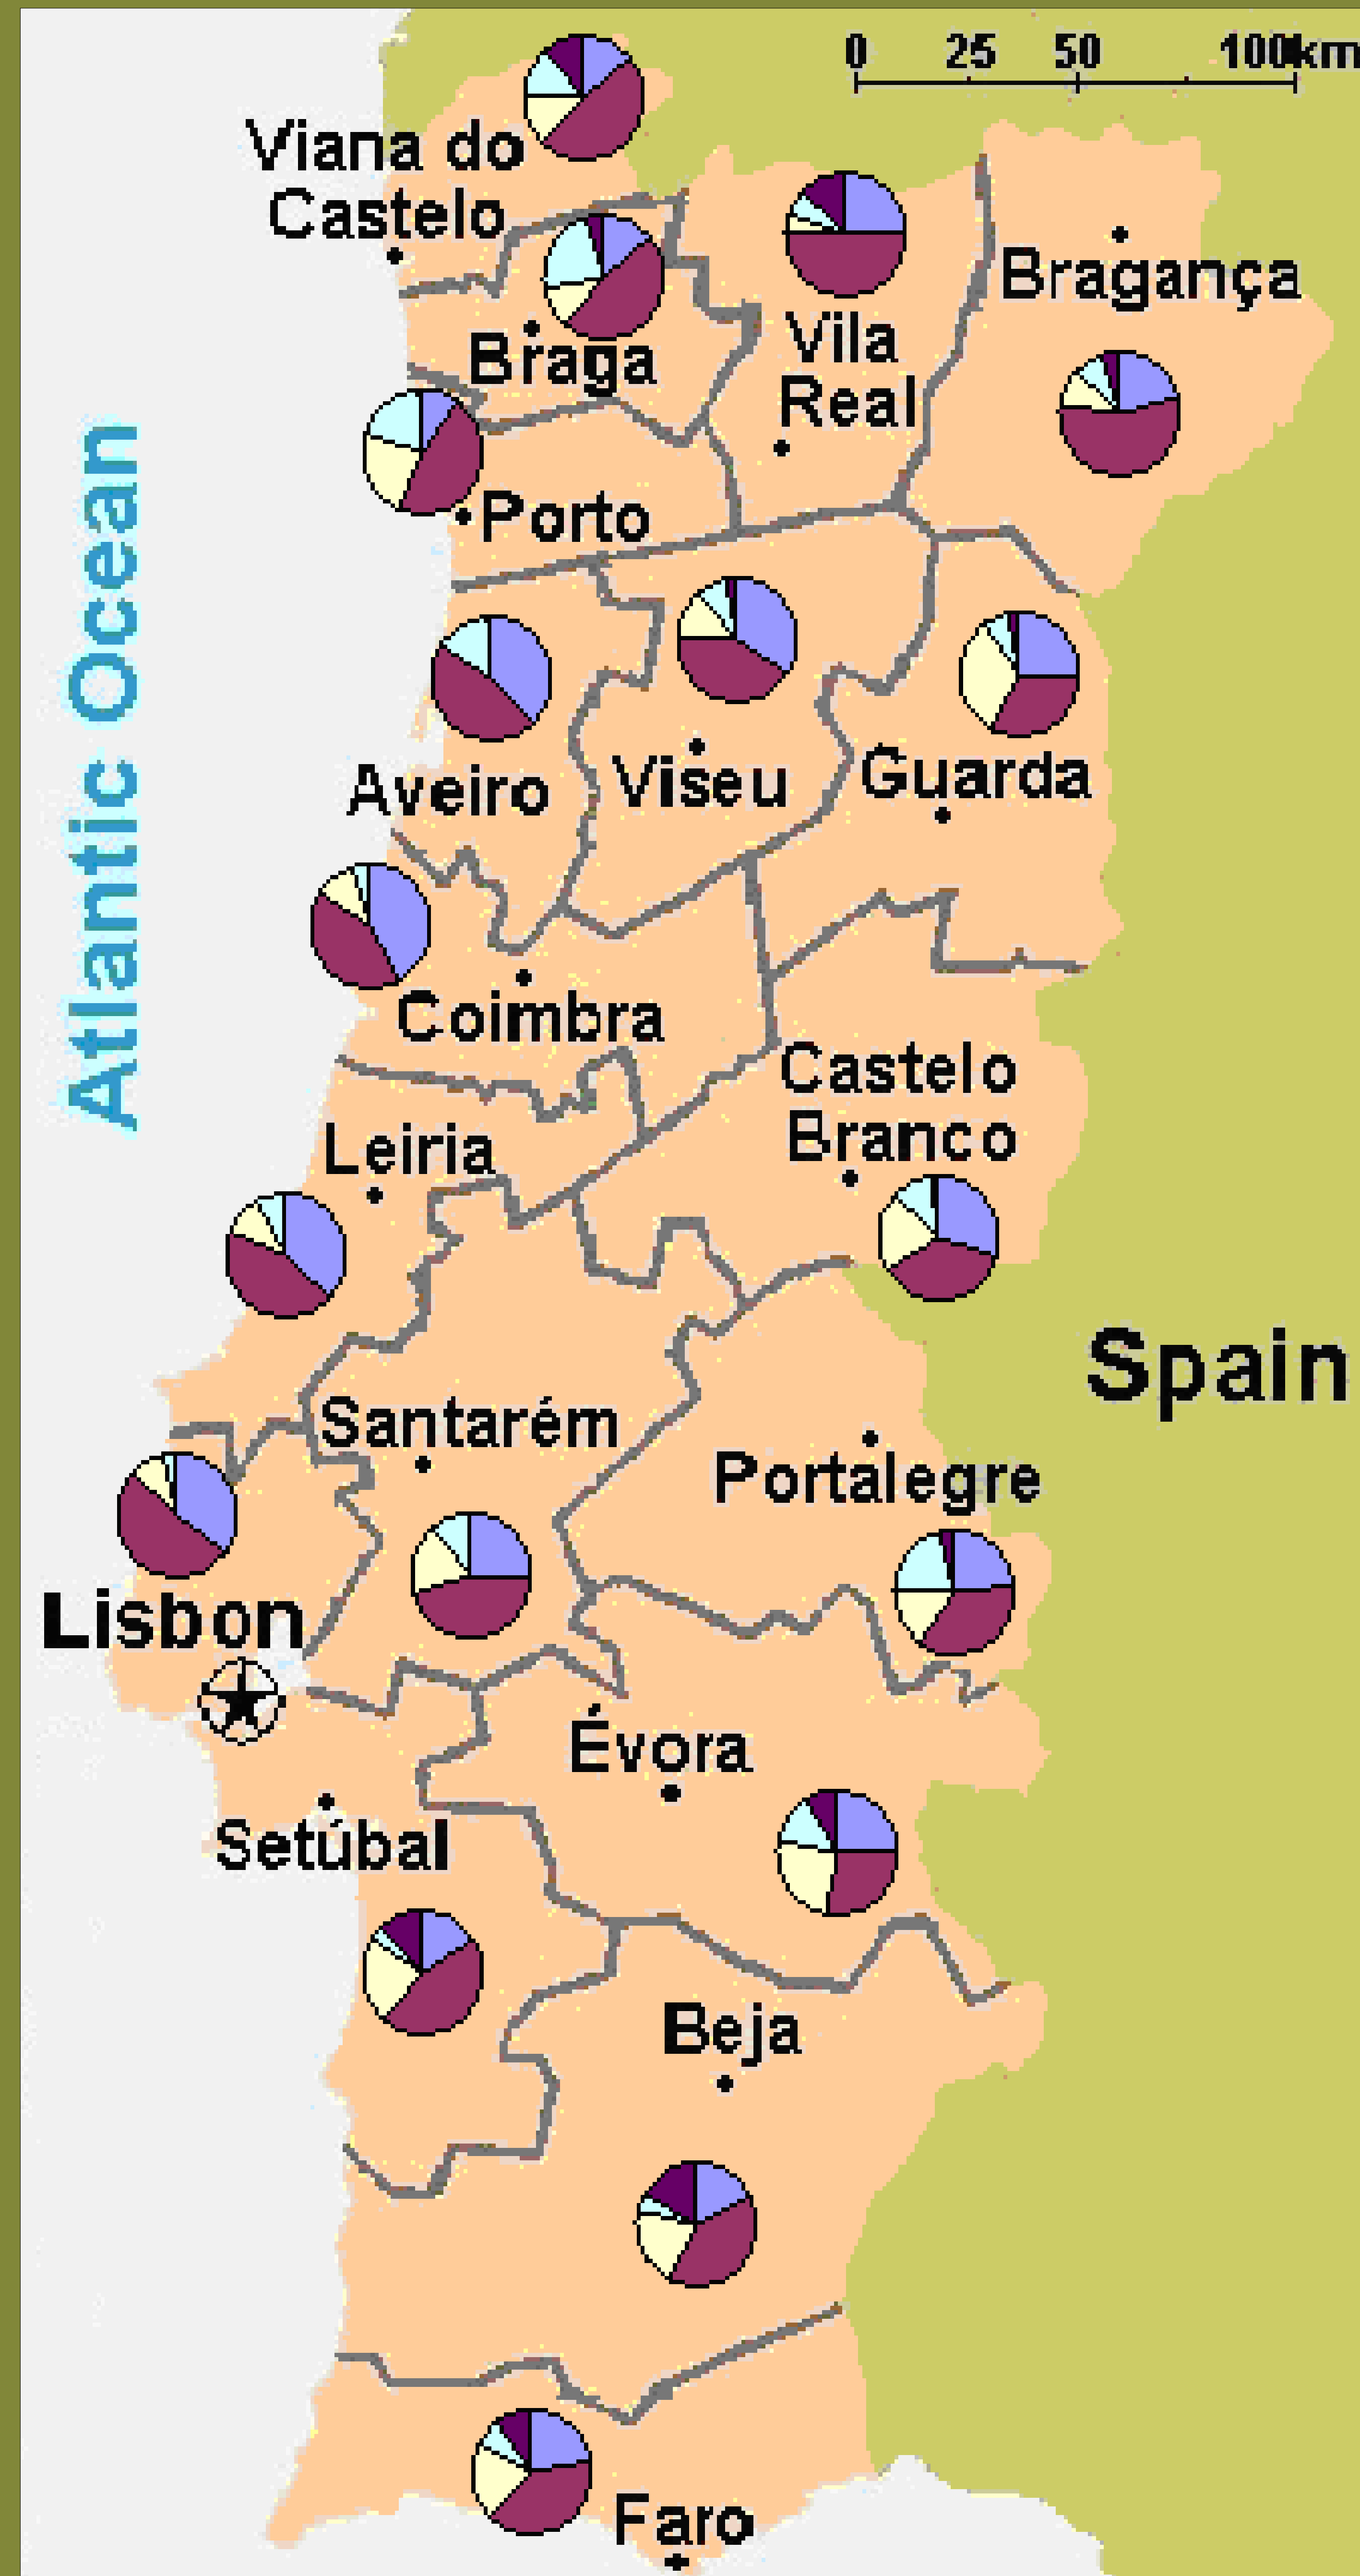 0 25 50 100km
Viana do
Castelo
Bragança
Braga
Vila
Real
Porto
Atlantic Ocean
Aveiro
Viseu
Guarda
Coimbra
Castelo
Branco
Leiria
Spain
Santarém
Portalegre
Lisbon
Évora
Setúbal
Beja
Faro